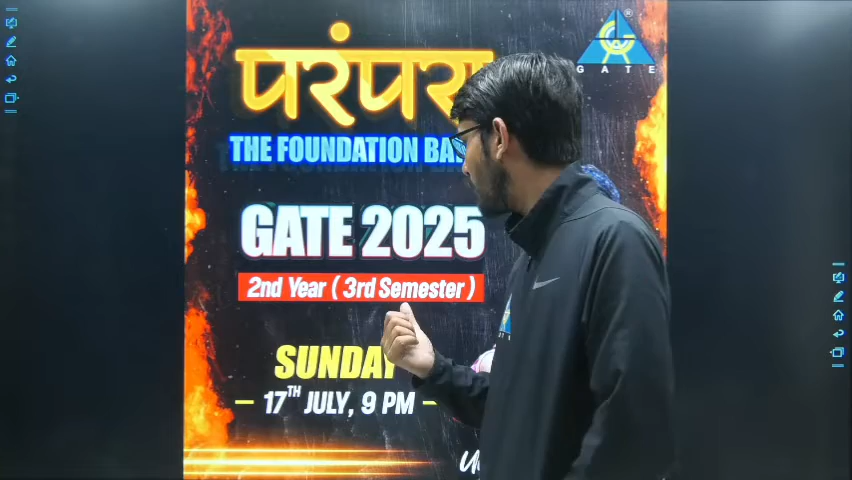 परंपरा
®
GATE
THE FOUNDATION
GATE 2025
2nd Year ( 3rd Semester )
SUNDAY
17TH JULY, 9 PM